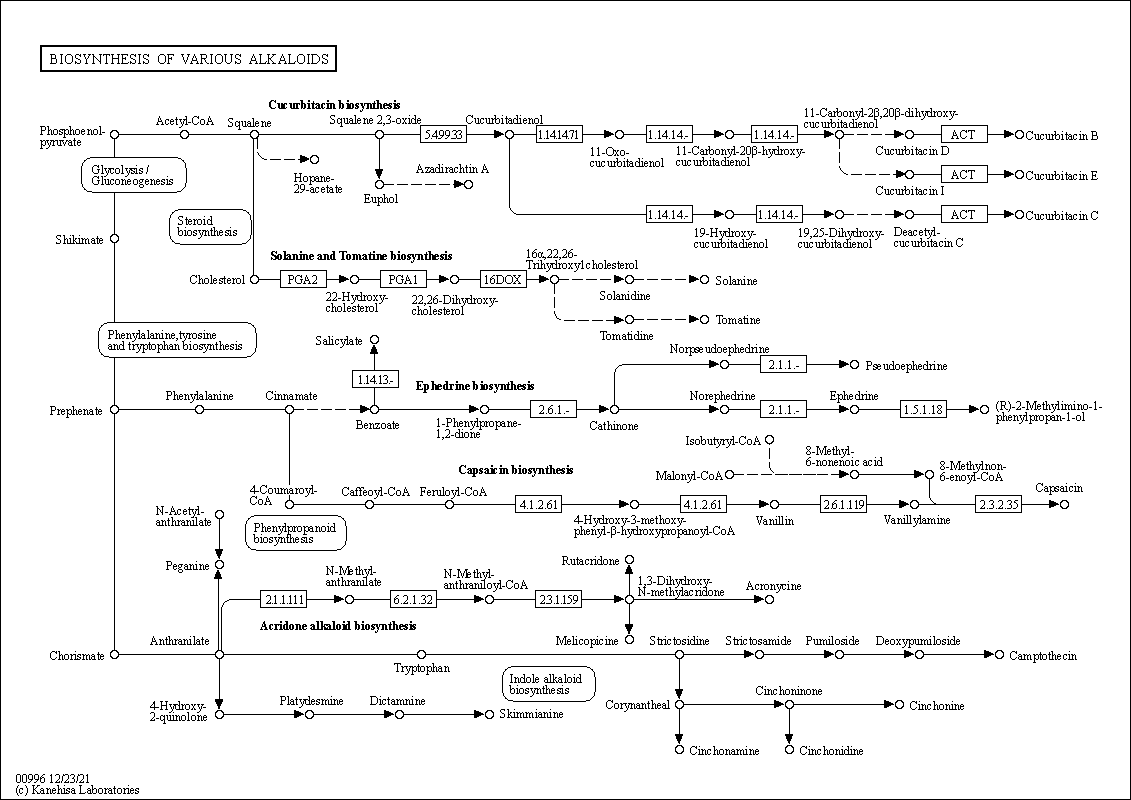 BIOSYNTHESIS OF VARIOUS ALKALOIDS
Cucurbitacin biosynthesis
Phosphoenol-
pyruvate
Acetyl-CoA
Squalene
Squalene 2,3-oxide
5.4.99.33
Cucurbitadienol
1.14.14.71
11-Oxo-
cucurbitadienol
1.14.14.-
11-Carbonyl-20β-hydroxy-
cucurbitadienol
1.14.14.-
11-Carbonyl-2β,20β-dihydroxy-
cucurbitadienol
Cucurbitacin D
ACT
Cucurbitacin B
Glycolysis /
Gluconeogenesis
Hopane-
29-acetate
Azadirachtin A
Euphol
Cucurbitacin I
ACT
Cucurbitacin E
Steroid
biosynthesis
1.14.14.-
19-Hydroxy-
cucurbitadienol
1.14.14.-
19,25-Dihydroxy-
cucurbitadienol
Deacetyl-
cucurbitacin C
ACT
Cucurbitacin C
Shikimate
Solanine and Tomatine biosynthesis
Cholesterol
PGA2
22-Hydroxy-
cholesterol
PGA1
22,26-Dihydroxy-
cholesterol
16DOX
16α,22,26-
Trihydroxylcholesterol
Solanidine
Solanine
Tomatidine
Tomatine
Phenylalanine,tyrosine
and tryptophan biosynthesis
Salicylate
1.14.13.-
Ephedrine biosynthesis
Norpseudoephedrine
2.1.1.-
Pseudoephedrine
Prephenate
Phenylalanine
Cinnamate
Benzoate
1-Phenylpropane-
1,2-dione
2.6.1.-
Cathinone
Norephedrine
2.1.1.-
Ephedrine
1.5.1.18
(R)-2-Methylimino-1-
phenylpropan-1-ol
Isobutyryl-CoA
Capsaicin biosynthesis
Malonyl-CoA
8-Methyl-
6-nonenoic acid
8-Methylnon-
6-enoyl-CoA
4-Coumaroyl-
CoA
Caffeoyl-CoA
Feruloyl-CoA
4.1.2.61
4-Hydroxy-3-methoxy-
phenyl-β-hydroxypropanoyl-CoA
4.1.2.61
Vanillin
2.6.1.119
Vanillylamine
2.3.2.35
Capsaicin
N-Acetyl-
anthranilate
Phenylpropanoid
biosynthesis
Peganine
Rutacridone
2.1.1.111
N-Methyl-
anthranilate
6.2.1.32
N-Methyl-
anthraniloyl-CoA
2.3.1.159
1,3-Dihydroxy-
N-methylacridone
Acronycine
Acridone alkaloid biosynthesis
Melicopicine
Chorismate
Anthranilate
Tryptophan
Strictosidine
Strictosamide
Pumiloside
Deoxypumiloside
Camptothecin
Indole alkaloid
biosynthesis
4-Hydroxy-
2-quinolone
Platydesmine
Dictamnine
Skimmianine
Corynantheal
Cinchoninone
Cinchonine
Cinchonamine
Cinchonidine
00996 12/23/21
(c) Kanehisa Laboratories